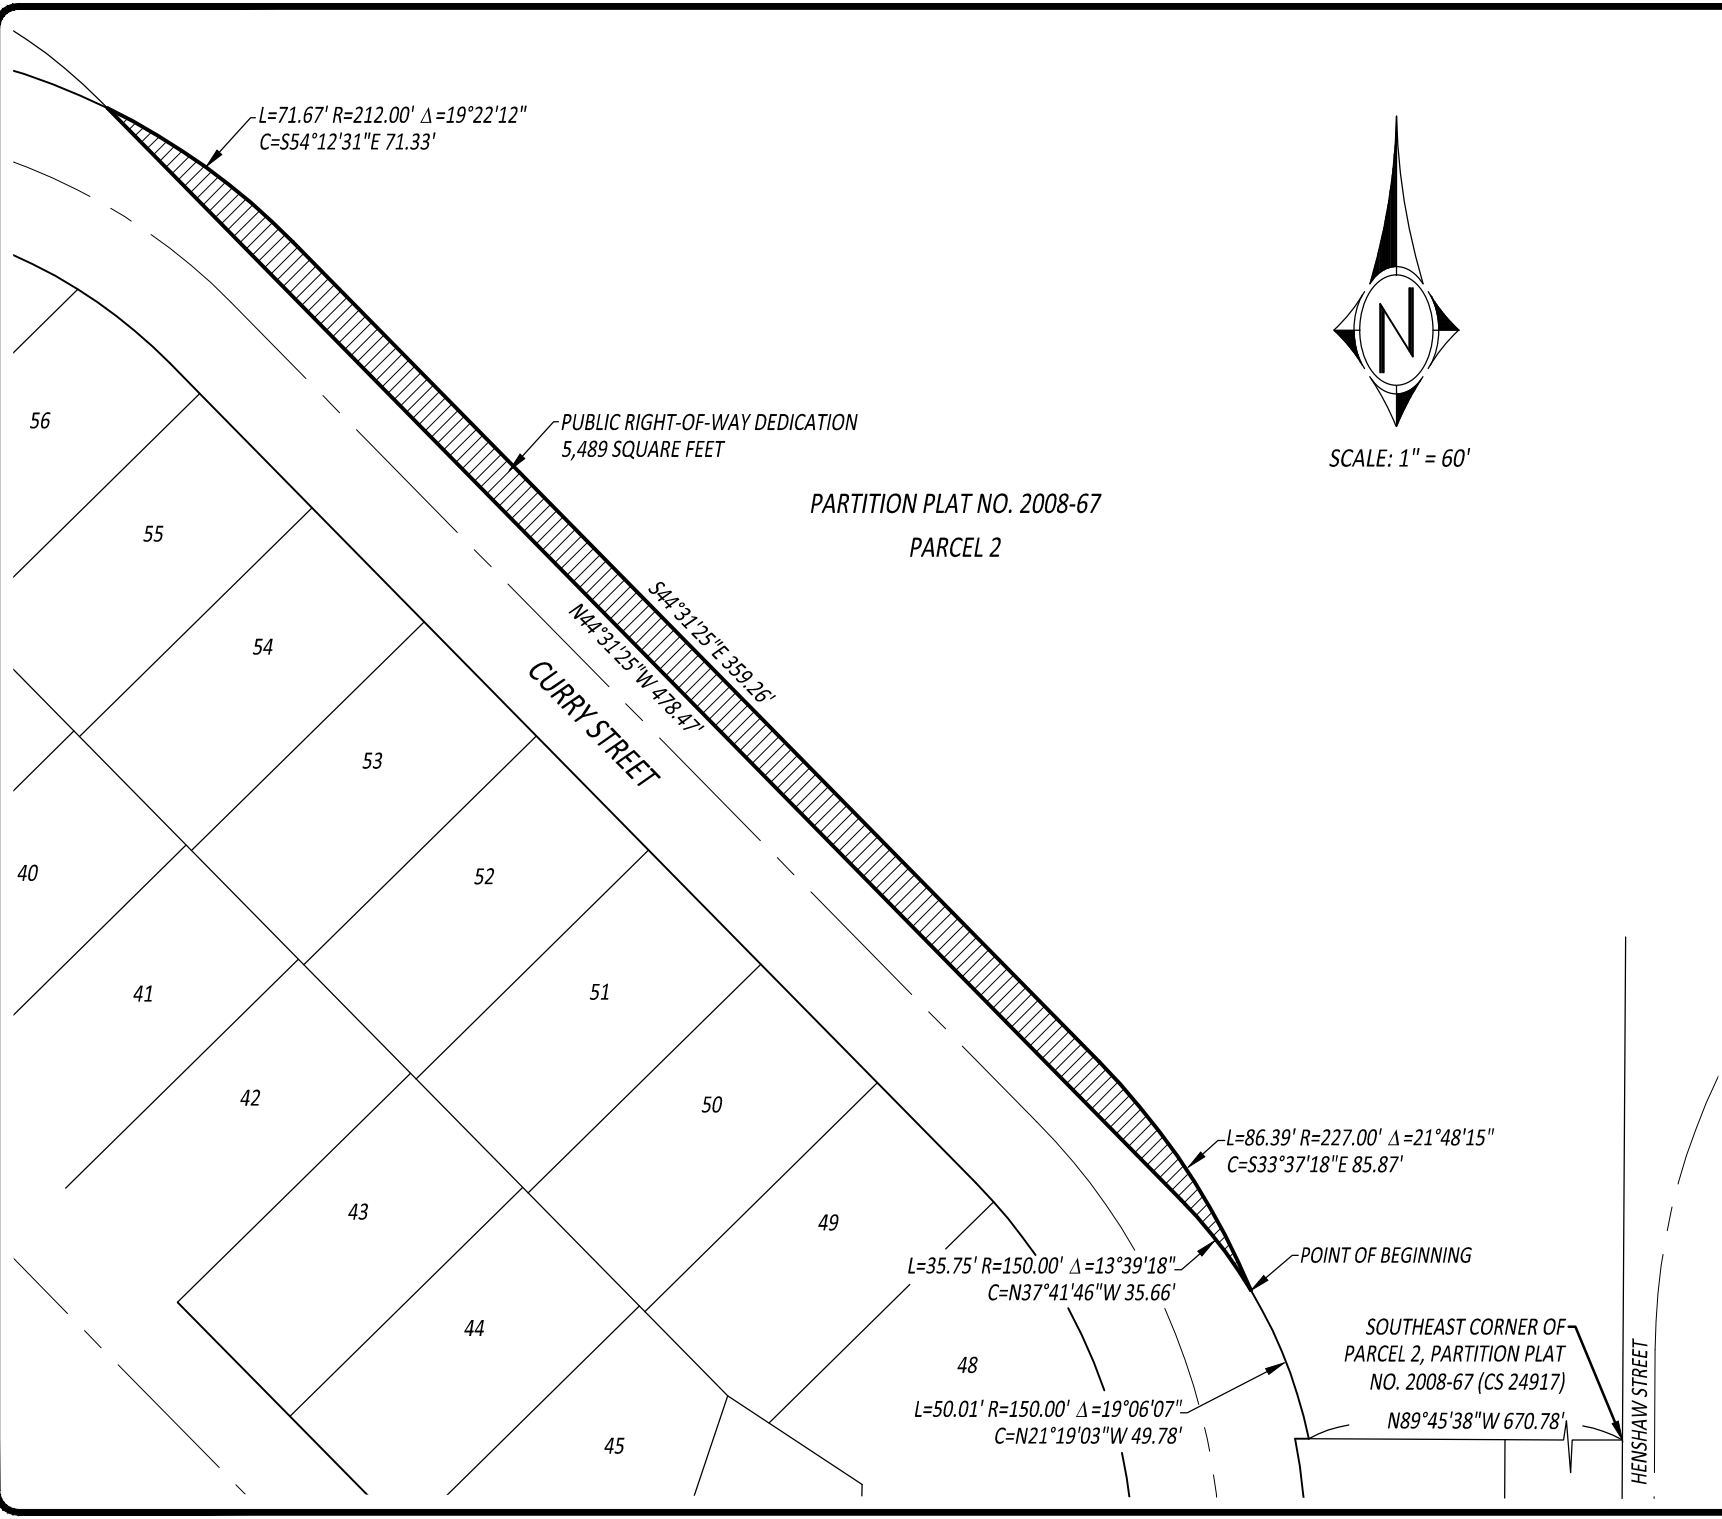 L=71.67' R=212.00' Δ=19°22'12"
C=S54°12'31"E 71.33'
N
SCALE: 1" = 60'
56
PUBLIC RIGHT-OF-WAY DEDICATION
5,489 SQUARE FEET
PARTITION PLAT NO. 2008-67
PARCEL 2
55
54
S44°31'25"E 359.26'
N44°31'25"W 478.47'
CURRY STREET
53
52
40
51
41
50
42
49
43
L=86.39' R=227.00' Δ=21°48'15"
C=S33°37'18"E 85.87'
L=35.75' R=150.00' Δ=13°39'18"
C=N37°41'46"W 35.66'
POINT OF BEGINNING
44
48
SOUTHEAST CORNER OF
PARCEL 2, PARTITION PLAT
NO. 2008-67 (CS 24917)
L=50.01' R=150.00' Δ=19°06'07"
C=N21°19'03"W 49.78'
N89°45'38"W 670.78'
HENSHAW STREET
45